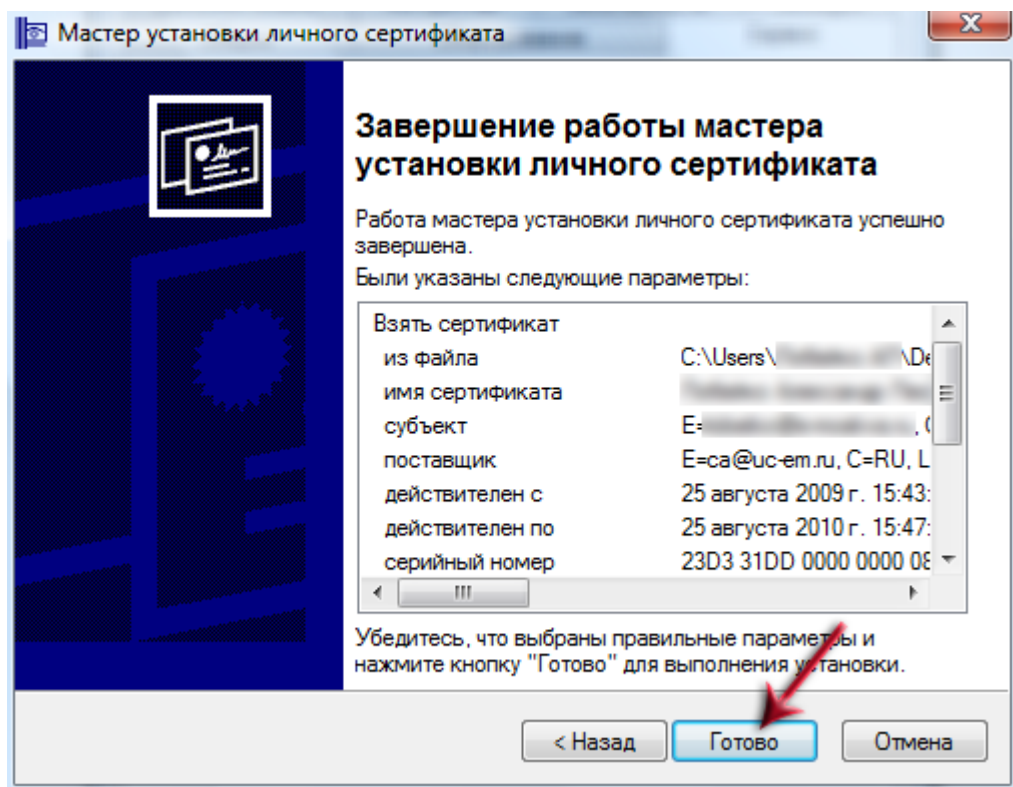 Мастер установки личного сертификата
Завершение работы мастера
установки личного сертификата
Работа мастера установки личного сертификата успешно
завершена.
Были указаны следующие параметры:
Взять сертификат
из файла C:\Users\ \De
имя сертификата
субъект E= , C
поставщик E=ca@uc-em.ru, C=RU, L
действителен с 25 августа 2009 г. 15:43:
действителен по 25 августа 2010 г. 15:47:
серийный номер 23D3 31DD 0000 0000 08
Убедитесь, что выбраны правильные параметры и
нажмите кнопку "Готово" для выполнения установки.
< Назад Готово Отмена